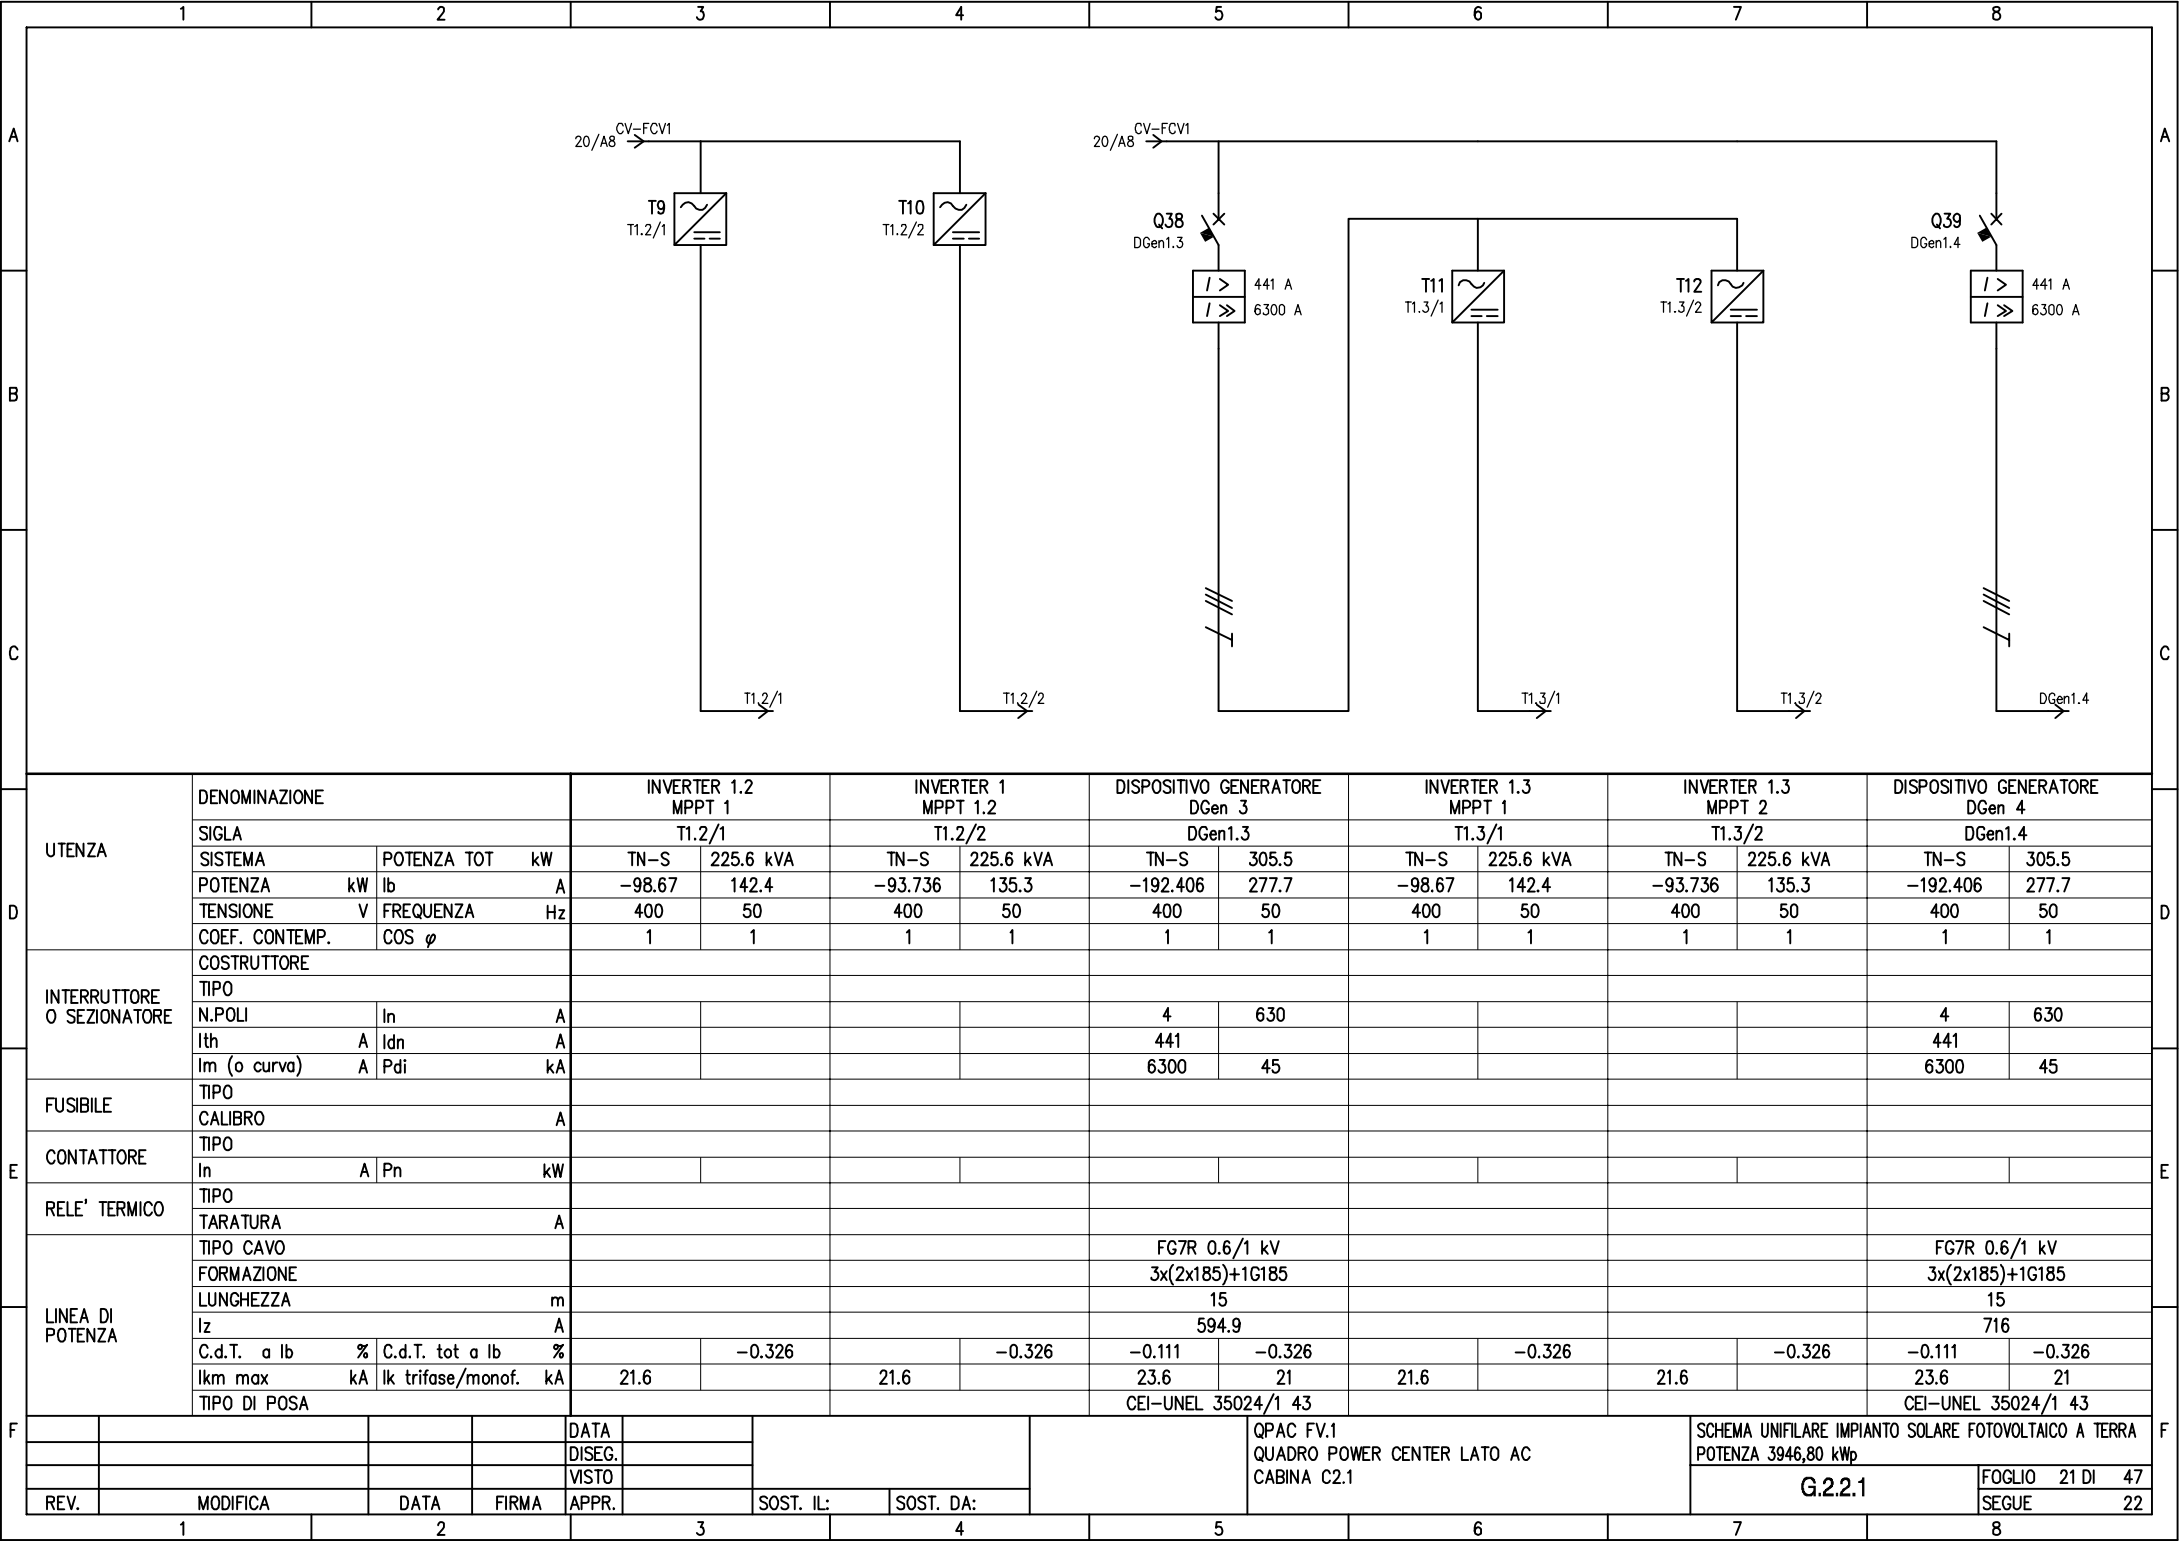 1 2 3 4 5 6 7 8
A A
CV-FCV1 CV-FCV1
20/A8 20/A8
T9 T10 Q38 Q39
T1.2/1 T1.2/2 DGen1.3 DGen1.4
I > 441 A T11 T12 I > 441 A
I >> 6300 A T1.3/1 T1.3/2 I >> 6300 A
B B
C C
T1.2/1 T1.2/2 T1.3/1 T1.3/2 DGen1.4
UTENZA
DENOMINAZIONE INVERTER 1.2 INVERTER 1 DISPOSITIVO GENERATORE INVERTER 1.3 INVERTER 1.3 DISPOSITIVO GENERATORE
MPPT 1 MPPT 1.2 DGen 3 MPPT 1 MPPT 2 DGen 4
SIGLA T1.2/1 T1.2/2 DGen1.3 T1.3/1 T1.3/2 DGen1.4
SISTEMA POTENZA TOT kW TN-S 225.6 kVA TN-S 225.6 kVA TN-S 305.5 TN-S 225.6 kVA TN-S 225.6 kVA TN-S 305.5
POTENZA kW Ib A -98.67 142.4 -93.736 135.3 -192.406 277.7 -98.67 142.4 -93.736 135.3 -192.406 277.7
D D
TENSIONE V FREQUENZA Hz 400 50 400 50 400 50 400 50 400 50 400 50
COEF. CONTEMP. COS φ 1 1 1 1 1 1 1 1 1 1 1 1
INTERRUTTORE
O SEZIONATORE
COSTRUTTORE
TIPO
N.POLI In A 4 630 4 630
Ith A Idn A 441 441
Im (o curva) A Pdi kA 6300 45 6300 45
FUSIBILE
TIPO
CALIBRO A
CONTATTORE
TIPO
E E
In A Pn kW
RELE' TERMICO
TIPO
TARATURA A
LINEA DI
POTENZA
TIPO CAVO FG7R 0.6/1 kV FG7R 0.6/1 kV
FORMAZIONE 3x(2x185)+1G185 3x(2x185)+1G185
LUNGHEZZA m 15 15
Iz A 594.9 716
C.d.T. a Ib % C.d.T. tot a Ib % -0.326 -0.326 -0.111 -0.326 -0.326 -0.326 -0.111 -0.326
Ikm max kA Ik trifase/monof. kA 21.6 21.6 23.6 21 21.6 21.6 23.6 21
TIPO DI POSA CEI-UNEL 35024/1 43 CEI-UNEL 35024/1 43
F F
DATA
DISEG.
VISTO
REV. MODIFICA DATA FIRMA APPR. SOST. IL: SOST. DA:
QPAC FV.1
QUADRO POWER CENTER LATO AC
CABINA C2.1
SCHEMA UNIFILARE IMPIANTO SOLARE FOTOVOLTAICO A TERRA
POTENZA 3946,80 kWp
G.2.2.1
FOGLIO 21 DI 47
SEGUE 22
1 2 3 4 5 6 7 8